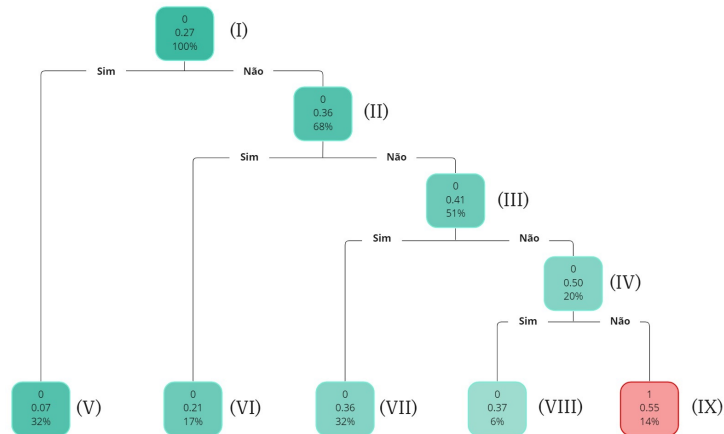 0
0.27
100%
(I)
Sim
Não
0
0.36
68%
(II)
Sim
Não
0
0.41
51%
(III)
Sim
Não
0
0.50
20%
(IV)
Sim
Não
0
0.07
32%
(V)
0
0.21
17%
(VI)
0
0.36
32%
(VII)
0
0.37
6%
(VIII)
1
0.55
14%
(IX)